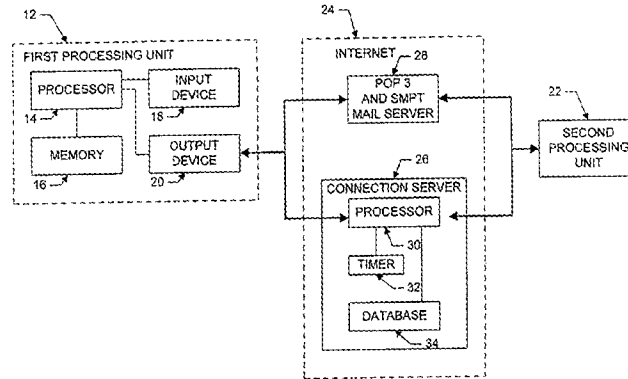 12
FIRST PROCESSING UNIT
PROCESSOR
14
INPUT
DEVICE
18
MEMORY
16
OUTPUT
DEVICE
20
24
INTERNET
28
POP 3
AND SMPT
MAIL SERVER
26
CONNECTION SERVER
PROCESSOR
30
TIMER
32
DATABASE
34
22
SECOND
PROCESSING
UNIT